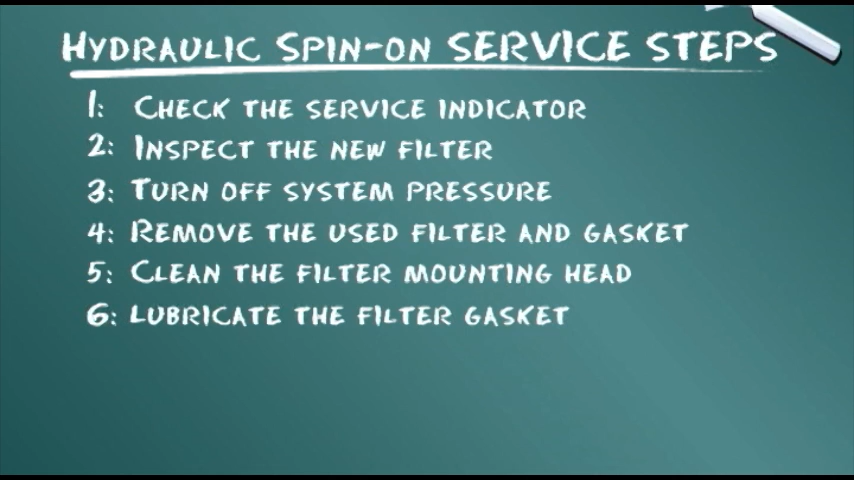 Hydraulic Spin-on SERVICE STEPS
1: Check the service indicator
2: Inspect the new filter
3: Turn off system pressure
4: Remove the used filter and gasket
5: Clean the filter mounting head
6: lubricate the filter gasket